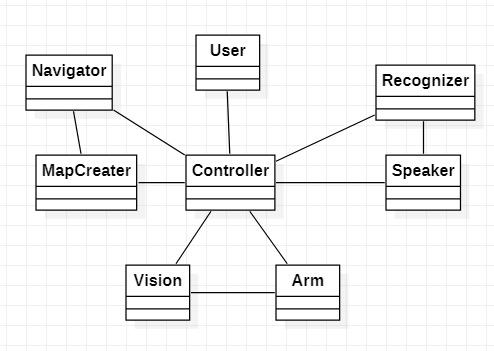 User
Navigator
Recognizer
MapCreater
Controller
Speaker
Vision
Arm